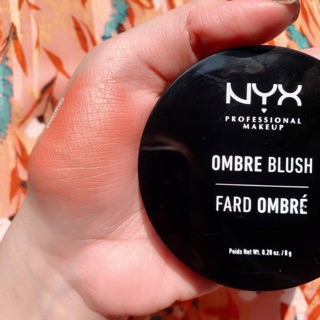 NYX
PROFESSIONAL
MAKEUP
OMBRE BLUSH
FARD OMBRÉ
Poids Net Wt. 0.28 oz. / 8 g